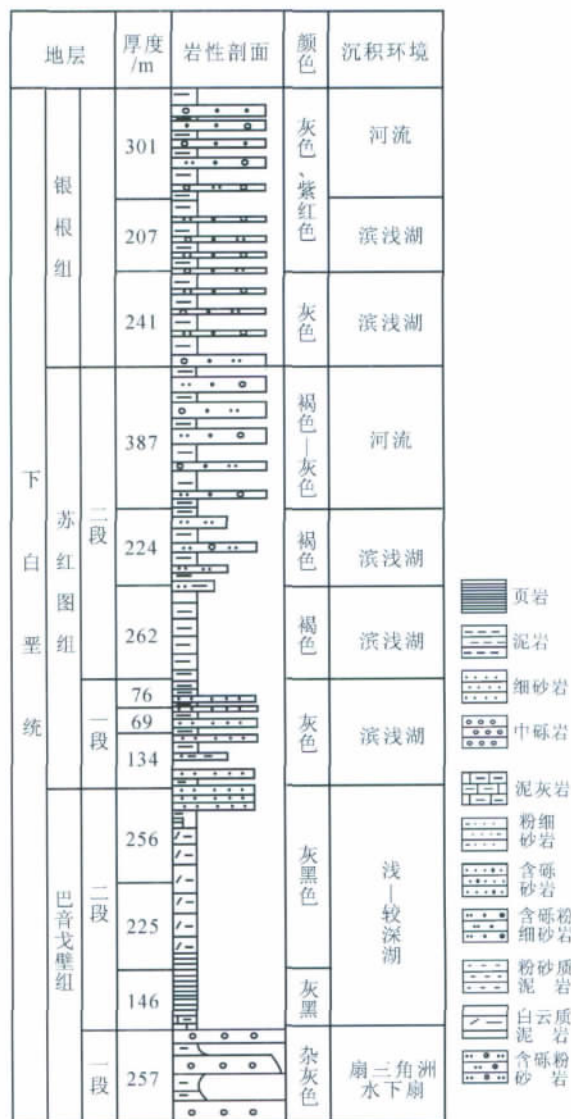 地层
厚度
/m
岩性剖面
颜色
沉积环境
下白垩统
银根组
301
灰色、紫红色
河流
207
滨浅湖
241
灰色
滨浅湖
苏红图组
二段
387
褐色—灰色
河流
224
褐色
滨浅湖
262
褐色
滨浅湖
一段
76
69
134
灰色
滨浅湖
巴音戈壁组
二段
256
225
灰黑色
浅—较深湖
146
灰黑
一段
257
杂灰色
扇三角洲
水下扇
页岩
泥岩
细砂岩
中砾岩
泥灰岩
粉细
砂岩
含砾
砂岩
含砾粉
细砂岩
粉砂质
泥 岩
白云质
泥 岩
含砾粉
砂 岩